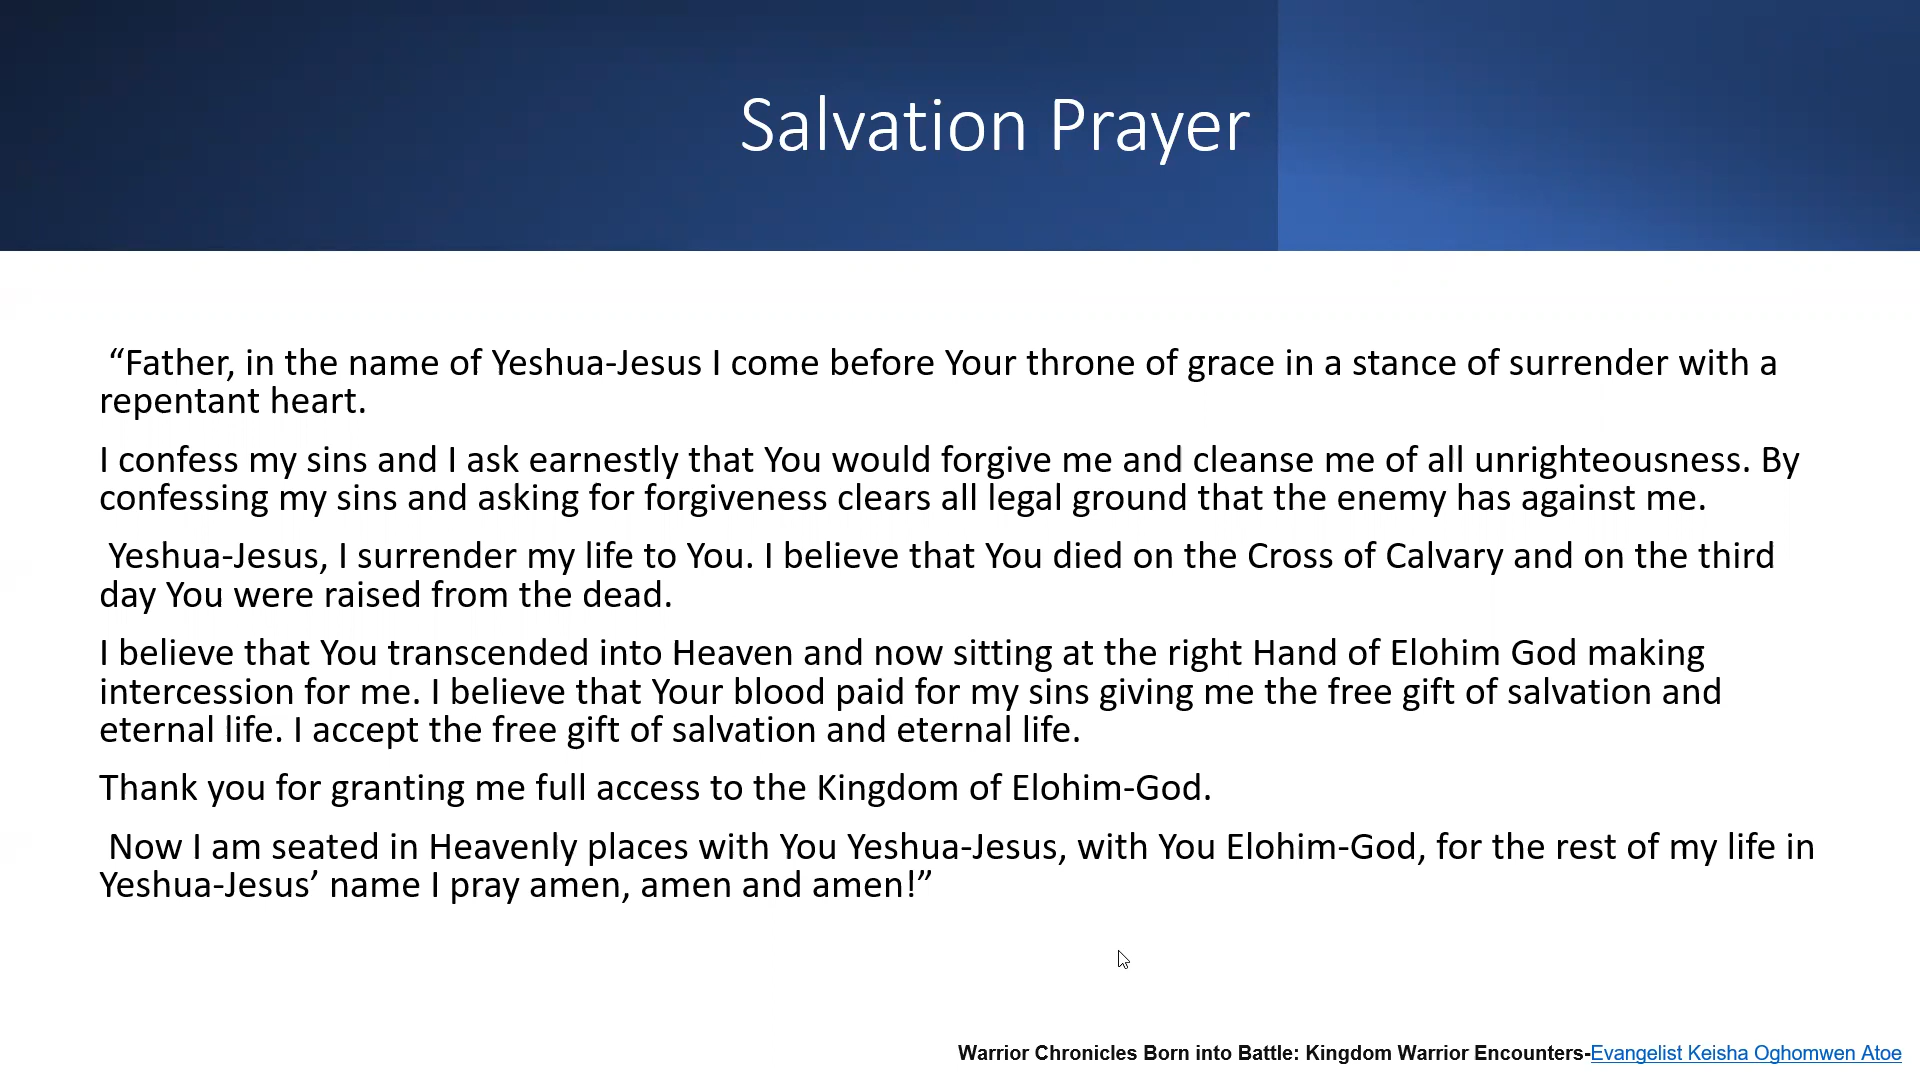 Salvation Prayer
“Father, in the name of Yeshua-Jesus I come before Your throne of grace in a stance of surrender with a
repentant heart.
I confess my sins and I ask earnestly that You would forgive me and cleanse me of all unrighteousness. By
confessing my sins and asking for forgiveness clears all legal ground that the enemy has against me.
Yeshua-Jesus, I surrender my life to You. I believe that You died on the Cross of Calvary and on the third
day You were raised from the dead.
I believe that You transcended into Heaven and now sitting at the right Hand of Elohim God making
intercession for me. I believe that Your blood paid for my sins giving me the free gift of salvation and
eternal life. I accept the free gift of salvation and eternal life.
Thank you for granting me full access to the Kingdom of Elohim-God.
Now I am seated in Heavenly places with You Yeshua-Jesus, with You Elohim-God, for the rest of my life in
Yeshua-Jesus’ name I pray amen, amen and amen!”
Warrior Chronicles Born into Battle: Kingdom Warrior Encounters-Evangelist Keisha Oghomwen Atoe